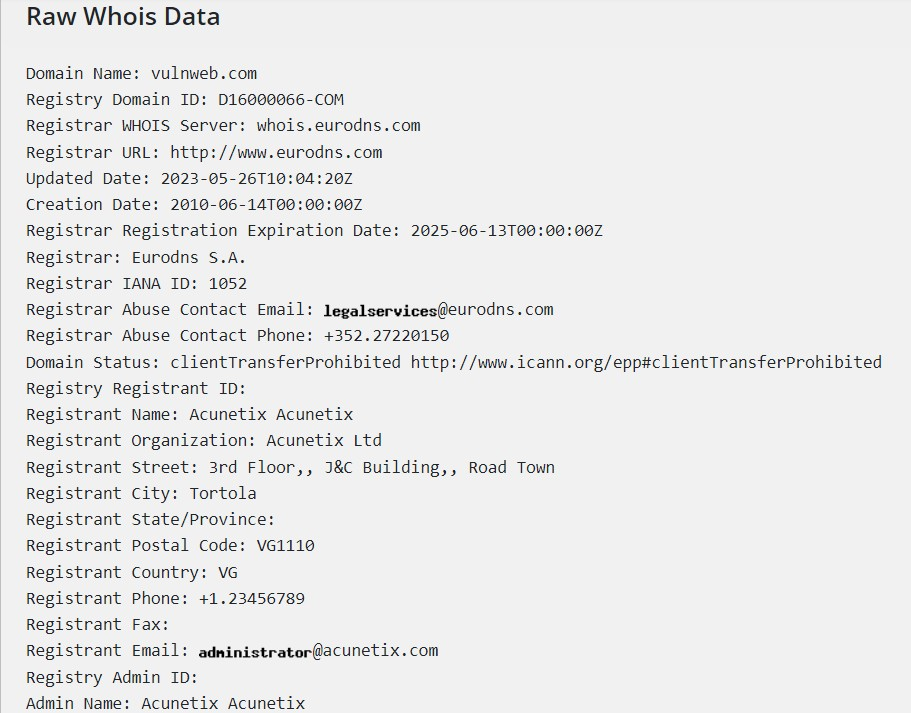 Raw Whois Data
Domain Name: vulnweb.com
Registry Domain ID: D16000066-COM
Registrar WHOIS Server: whois.eurodns.com
Registrar URL: http://www.eurodns.com
Updated Date: 2023-05-26T10:04:20Z
Creation Date: 2010-06-14T00:00:00Z
Registrar Registration Expiration Date: 2025-06-13T00:00:00Z
Registrar: Eurodns S.A.
Registrar IANA ID: 1052
Registrar Abuse Contact Email: legalservices@eurodns.com
Registrar Abuse Contact Phone: +352.27220150
Domain Status: clientTransferProhibited http://www.icann.org/epp#clientTransferProhibited
Registry Registrant ID:
Registrant Name: Acunetix Acunetix
Registrant Organization: Acunetix Ltd
Registrant Street: 3rd Floor,, J&C Building,, Road Town
Registrant City: Tortola
Registrant State/Province:
Registrant Postal Code: VG1110
Registrant Country: VG
Registrant Phone: +1.23456789
Registrant Fax:
Registrant Email: administrator@acunetix.com
Registry Admin ID:
Admin Name: Acunetix Acunetix